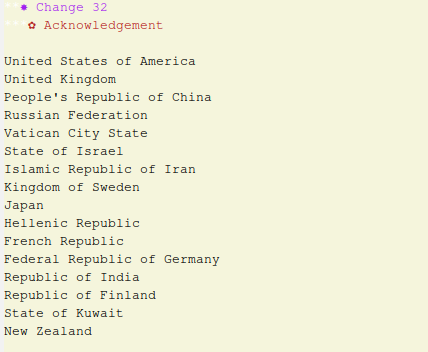 ✸ Change 32
✿ Acknowledgement
United States of America
United Kingdom
People's Republic of China
Russian Federation
Vatican City State
State of Israel
Islamic Republic of Iran
Kingdom of Sweden
Japan
Hellenic Republic
French Republic
Federal Republic of Germany
Republic of India
Republic of Finland
State of Kuwait
New Zealand